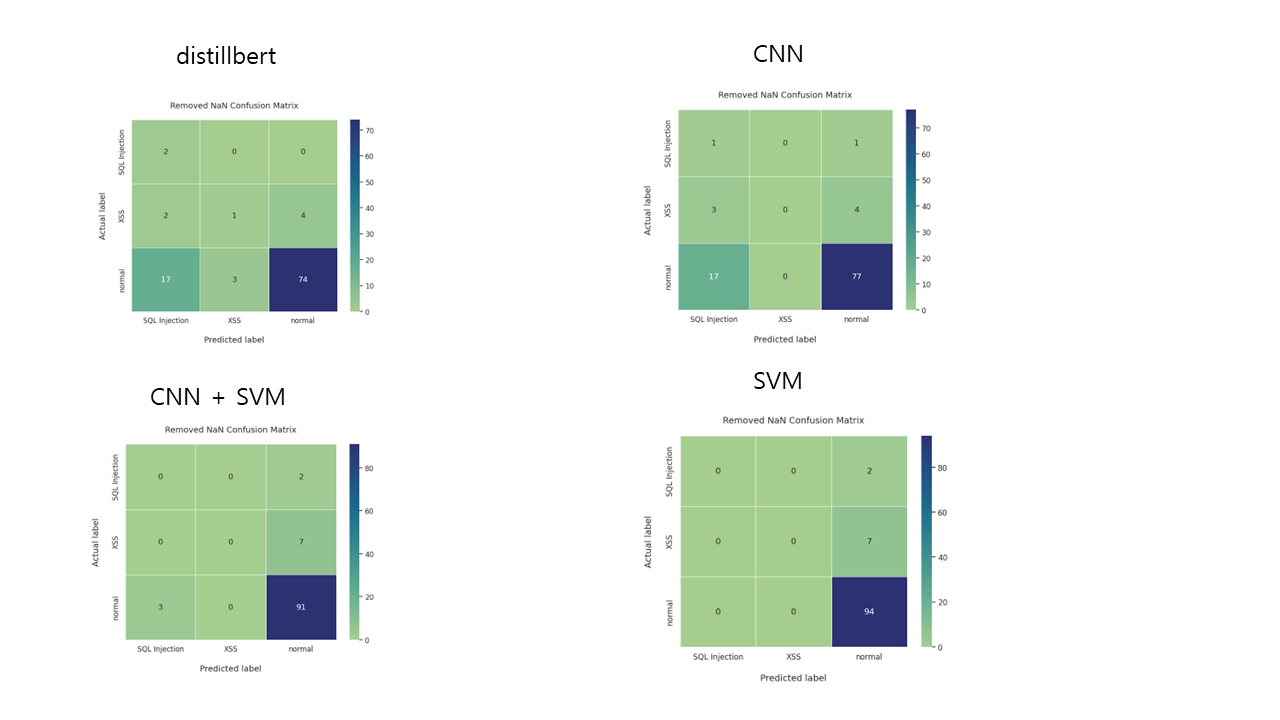 distillbert
Removed NaN Confusion Matrix
SQL Injection
2
0
0
XSS
2
1
4
normal
17
3
74
Actual label
SQL Injection
XSS
normal
Predicted label
70
60
50
40
30
20
10
0
CNN
Removed NaN Confusion Matrix
SQL Injection
1
0
1
XSS
3
0
4
normal
17
0
77
Actual label
SQL Injection
XSS
normal
Predicted label
70
60
50
40
30
20
10
0
CNN + SVM
Removed NaN Confusion Matrix
SQL Injection
0
0
2
XSS
0
0
7
normal
3
0
91
Actual label
SQL Injection
XSS
normal
Predicted label
80
60
40
20
0
SVM
Removed NaN Confusion Matrix
SQL Injection
0
0
2
XSS
0
0
7
normal
0
0
94
Actual label
SQL Injection
XSS
normal
Predicted label
80
60
40
20
0